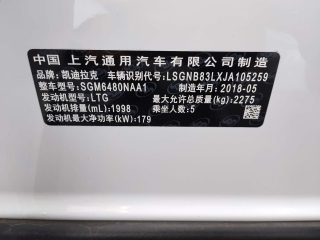 中国 上汽通用汽车有限公司制造
品牌:凯迪拉克 车辆识别代号:LSGNB83LXJA105259
整车型号:SGM6480NAA1 制造年月:2018-05
发动机型号:LTG 最大允许总质量(kg):2275
发动机排量(mL):1998 乘坐人数:5
发动机最大净功率(kW):179